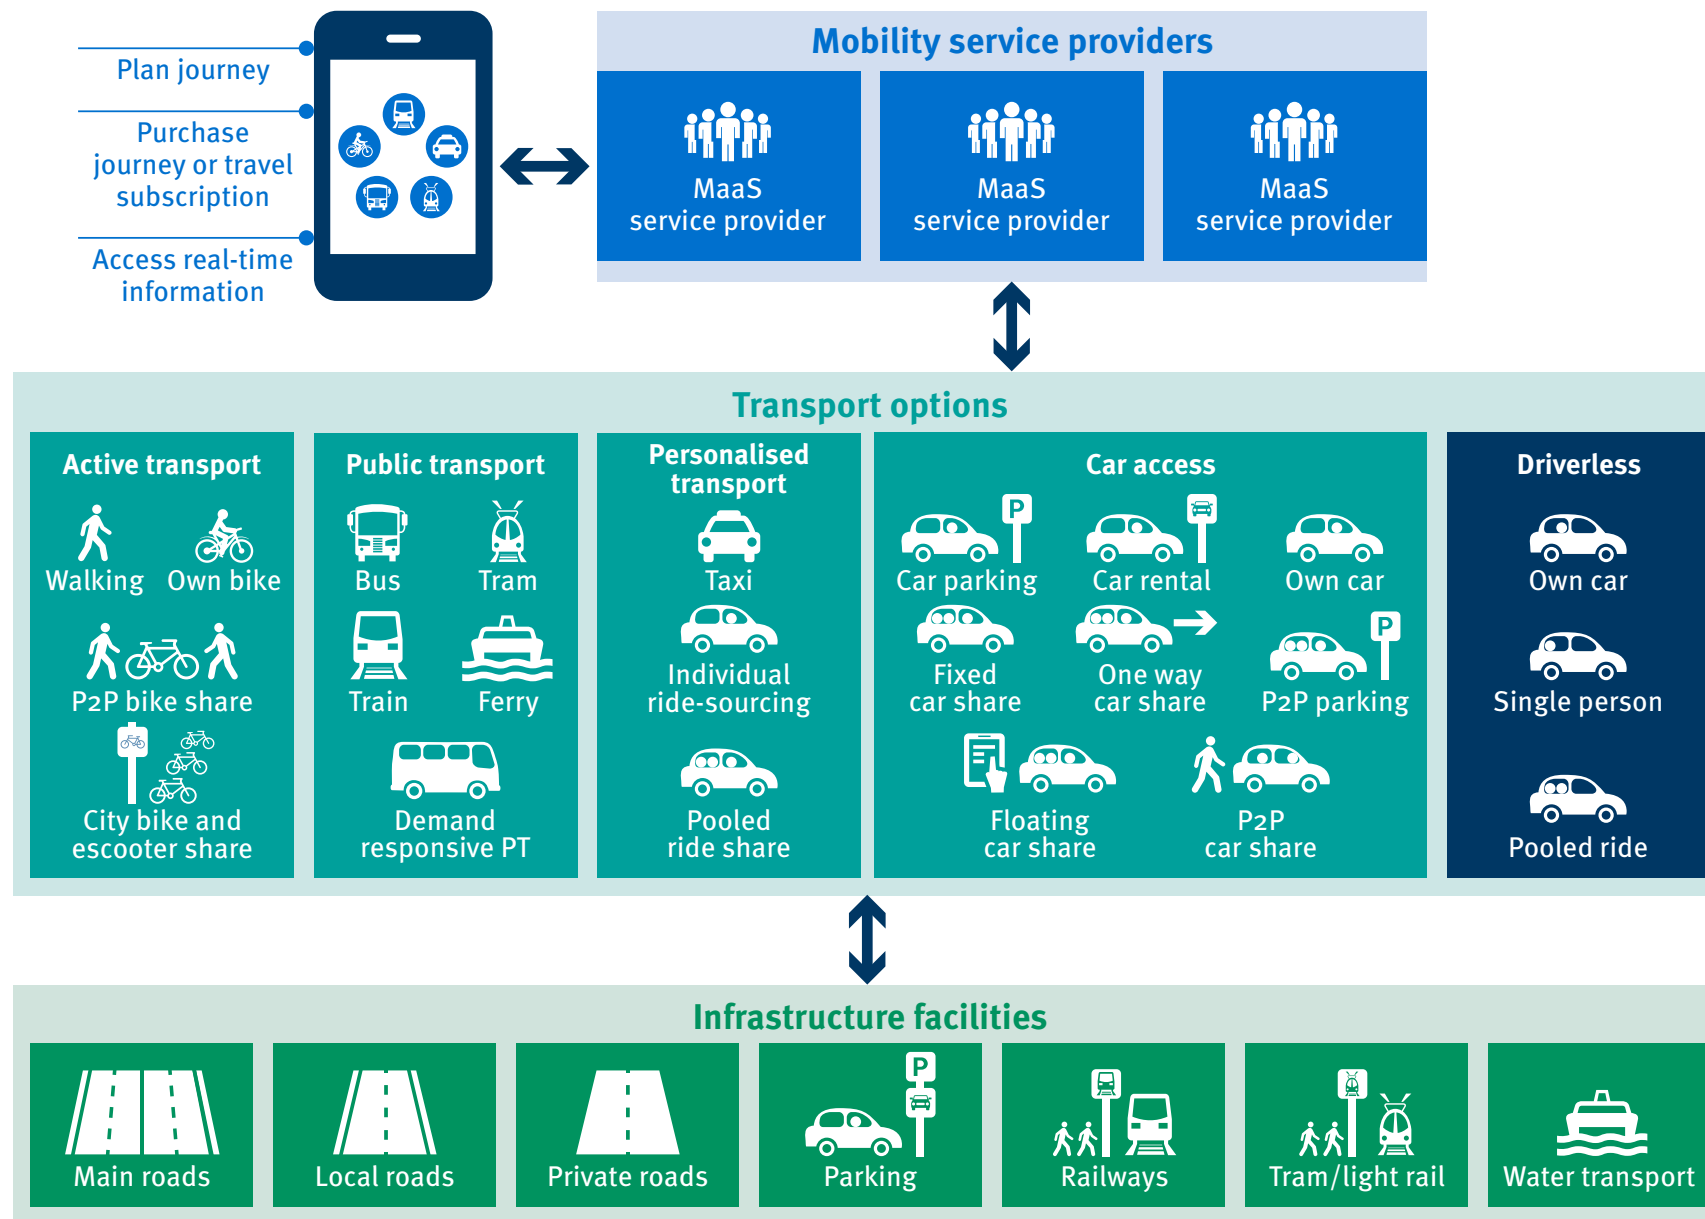 Plan journey
Purchase
journey or travel
subscription
Access real-time
information
Mobility service providers
MaaS
service provider
MaaS
service provider
MaaS
service provider
Transport options
Active transport
Walking
Own bike
P2P bike share
City bike and
escooter share
Public transport
Bus
Tram
Train
Ferry
Demand
responsive PT
Personalised
transport
Taxi
Individual
ride-sourcing
Pooled
ride share
Car access
P
Car parking
Car rental
Own car
Fixed
car share
One way
car share
P
P2P parking
Floating
car share
P2P
car share
Driverless
Own car
Single person
Pooled ride
Infrastructure facilities
Main roads
Local roads
Private roads
P
Parking
Railways
Tram/light rail
Water transport